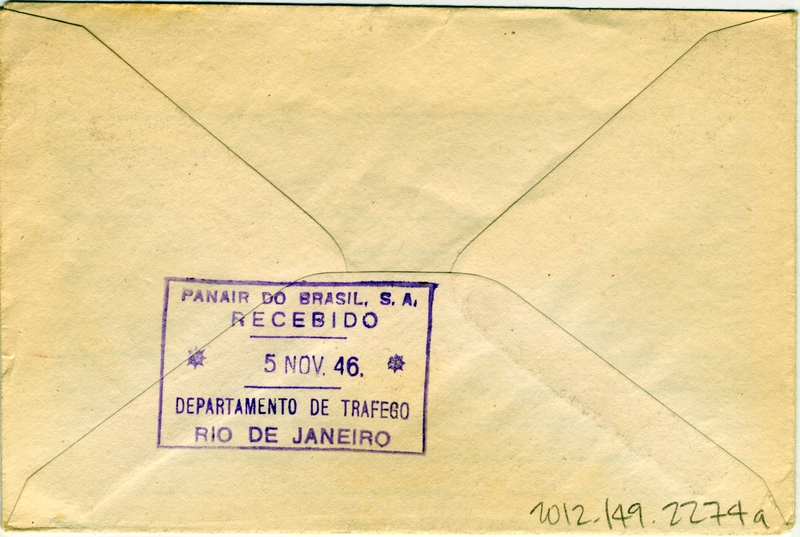 PANAIR DO BRASIL, S. A.
RECEBIDO
5 NOV. 46.
DEPARTAMENTO DE TRAFEGO
RIO DE JANEIRO
2012.149.2274a